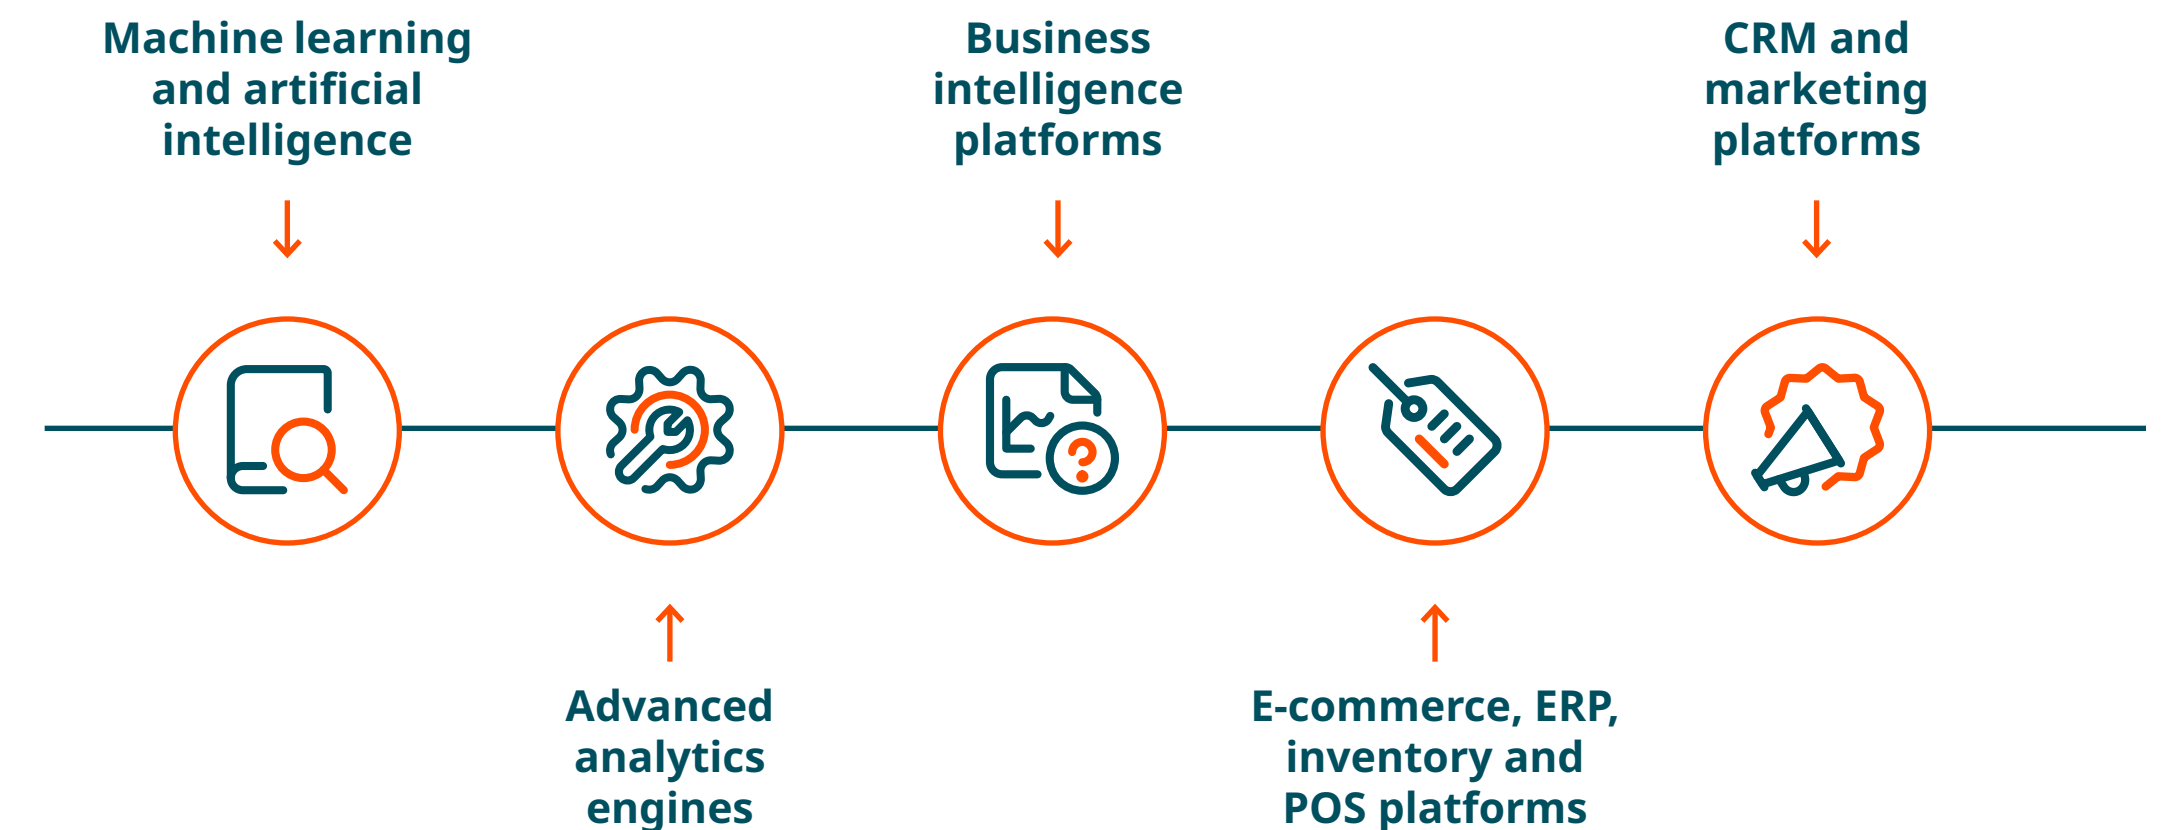 Machine learning
and artificial
intelligence
Business
intelligence
platforms
CRM and
marketing
platforms
?
Advanced
analytics
engines
E-commerce, ERP,
inventory and
POS platforms